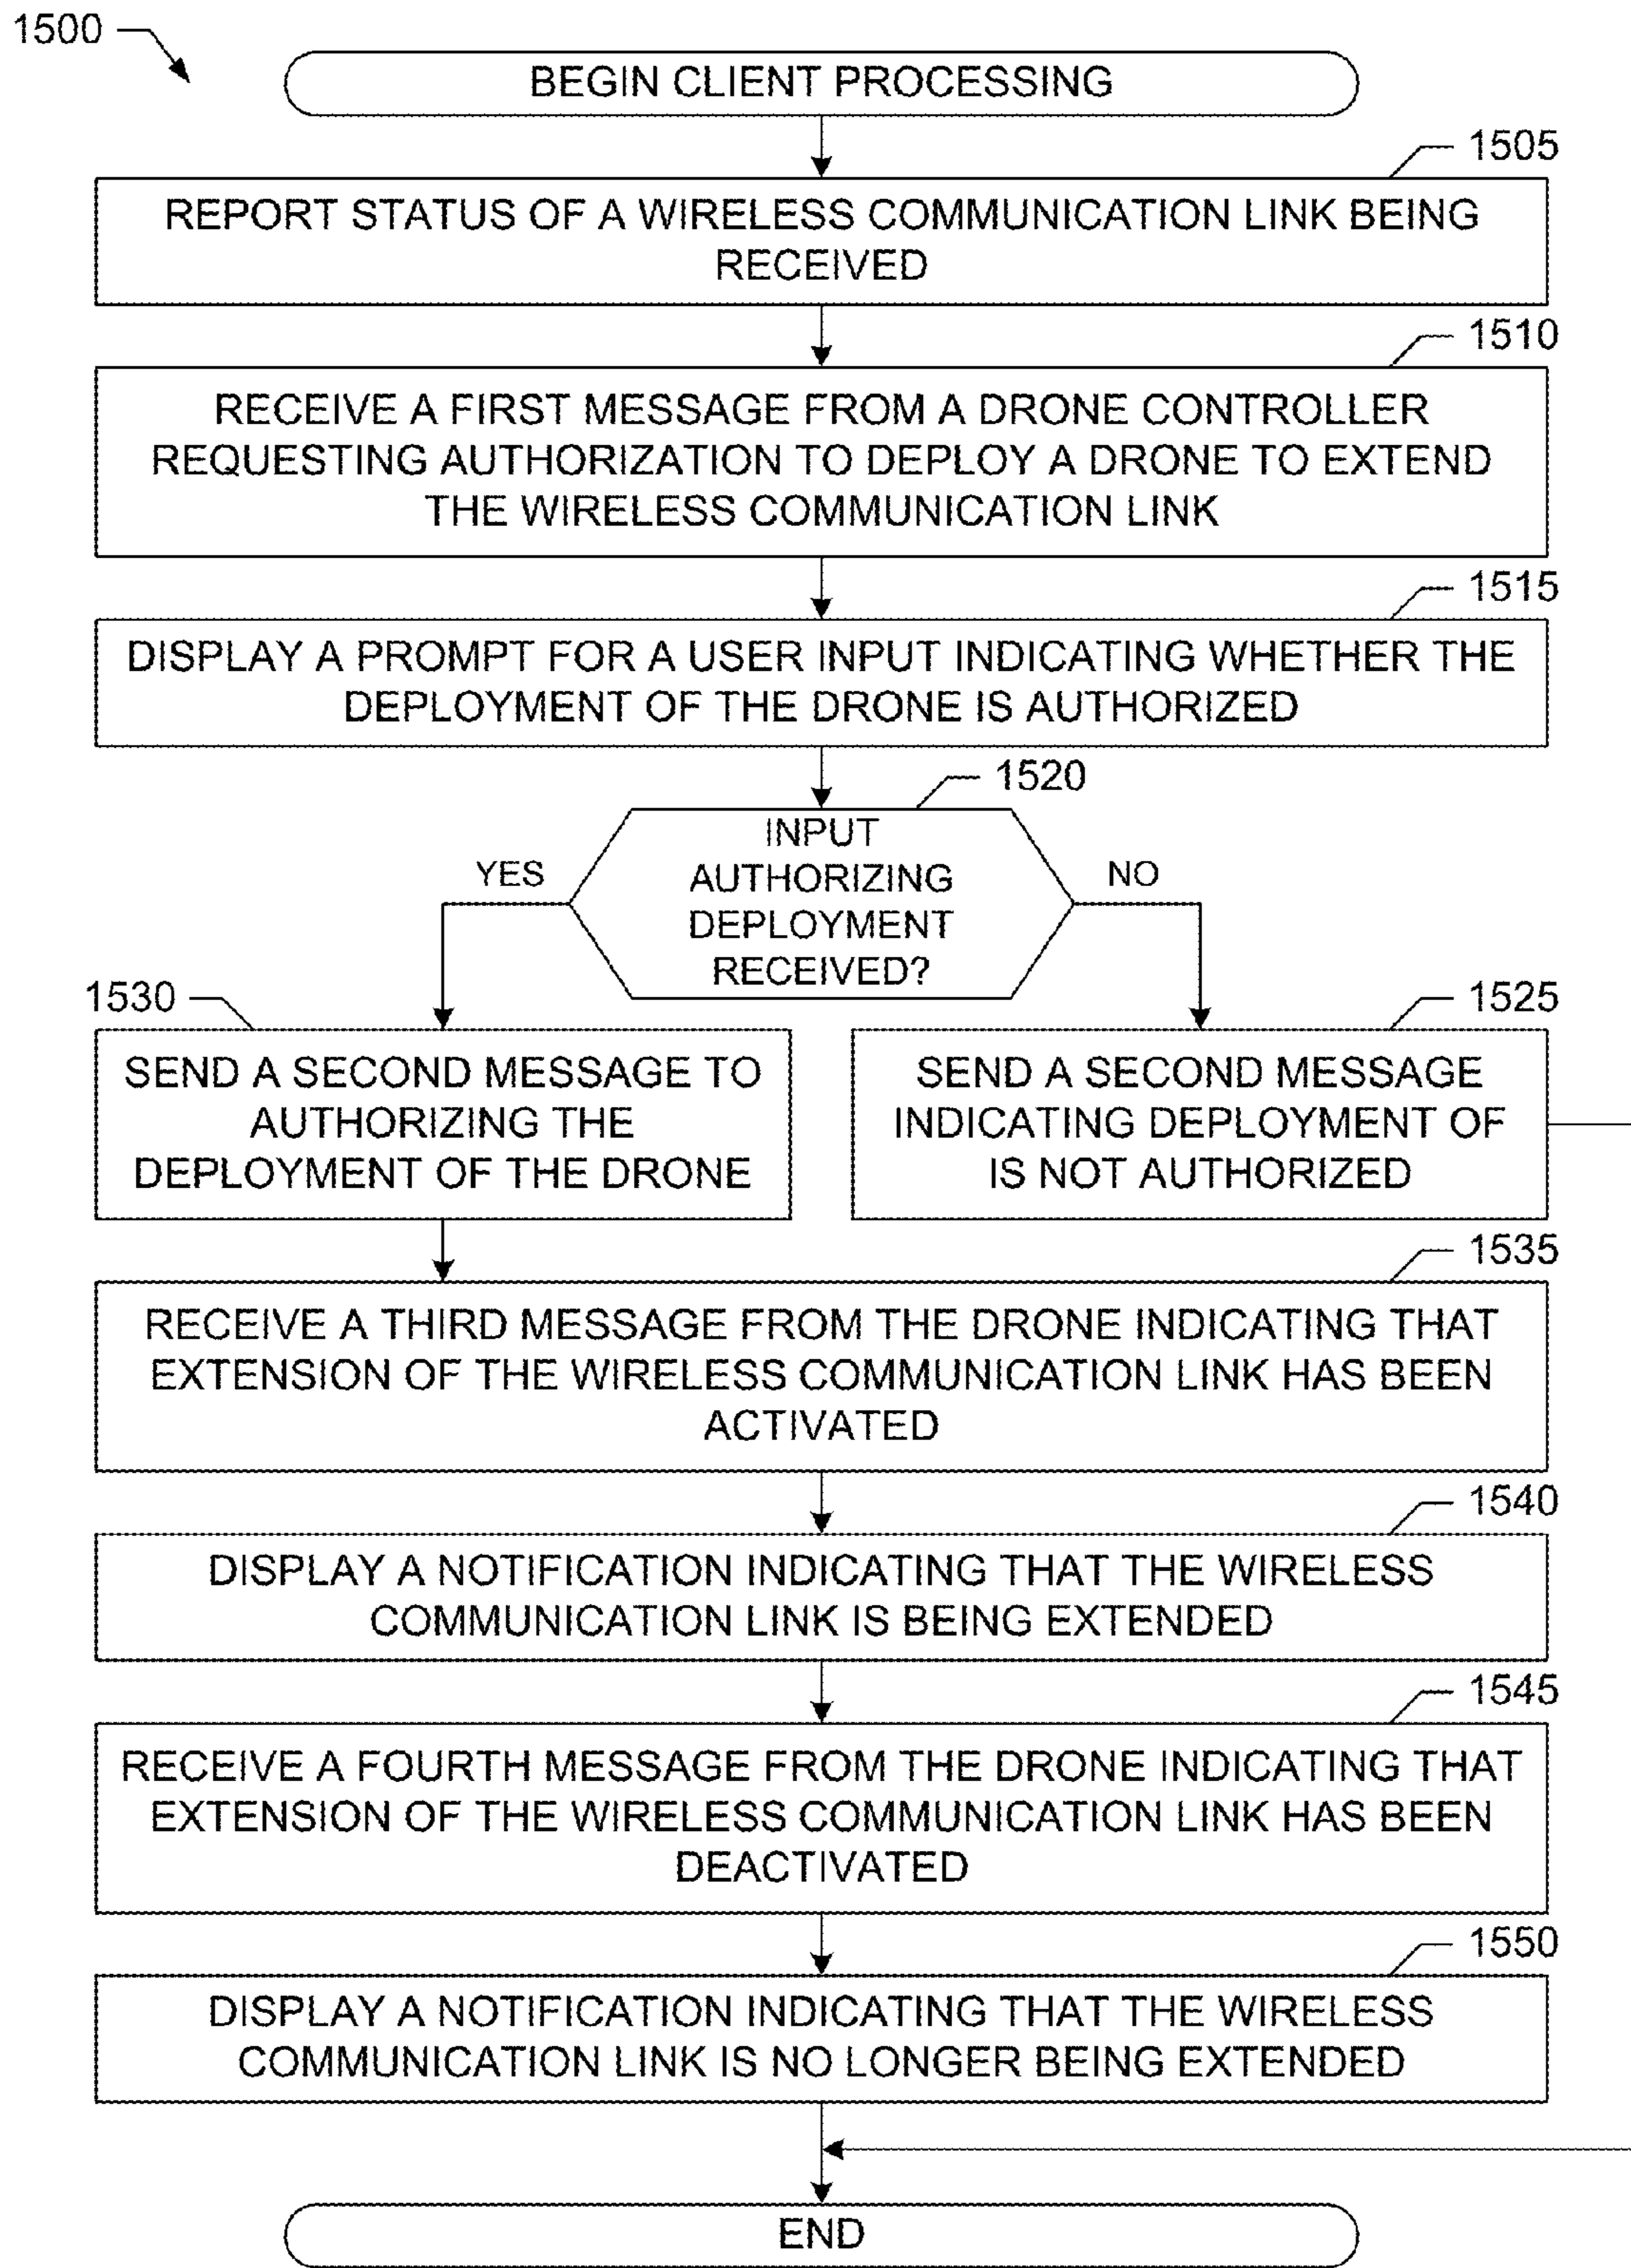 1500
BEGIN CLIENT PROCESSING
1505
REPORT STATUS OF A WIRELESS COMMUNICATION LINK BEING
RECEIVED
1510
RECEIVE A FIRST MESSAGE FROM A DRONE CONTROLLER
REQUESTING AUTHORIZATION TO DEPLOY A DRONE TO EXTEND
THE WIRELESS COMMUNICATION LINK
1515
DISPLAY A PROMPT FOR A USER INPUT INDICATING WHETHER THE
DEPLOYMENT OF THE DRONE IS AUTHORIZED
1520
INPUT
AUTHORIZING
DEPLOYMENT
RECEIVED?
YES
NO
1530
SEND A SECOND MESSAGE TO
AUTHORIZING THE
DEPLOYMENT OF THE DRONE
1525
SEND A SECOND MESSAGE
INDICATING DEPLOYMENT OF
IS NOT AUTHORIZED
1535
RECEIVE A THIRD MESSAGE FROM THE DRONE INDICATING THAT
EXTENSION OF THE WIRELESS COMMUNICATION LINK HAS BEEN
ACTIVATED
1540
DISPLAY A NOTIFICATION INDICATING THAT THE WIRELESS
COMMUNICATION LINK IS BEING EXTENDED
1545
RECEIVE A FOURTH MESSAGE FROM THE DRONE INDICATING THAT
EXTENSION OF THE WIRELESS COMMUNICATION LINK HAS BEEN
DEACTIVATED
1550
DISPLAY A NOTIFICATION INDICATING THAT THE WIRELESS
COMMUNICATION LINK IS NO LONGER BEING EXTENDED
END